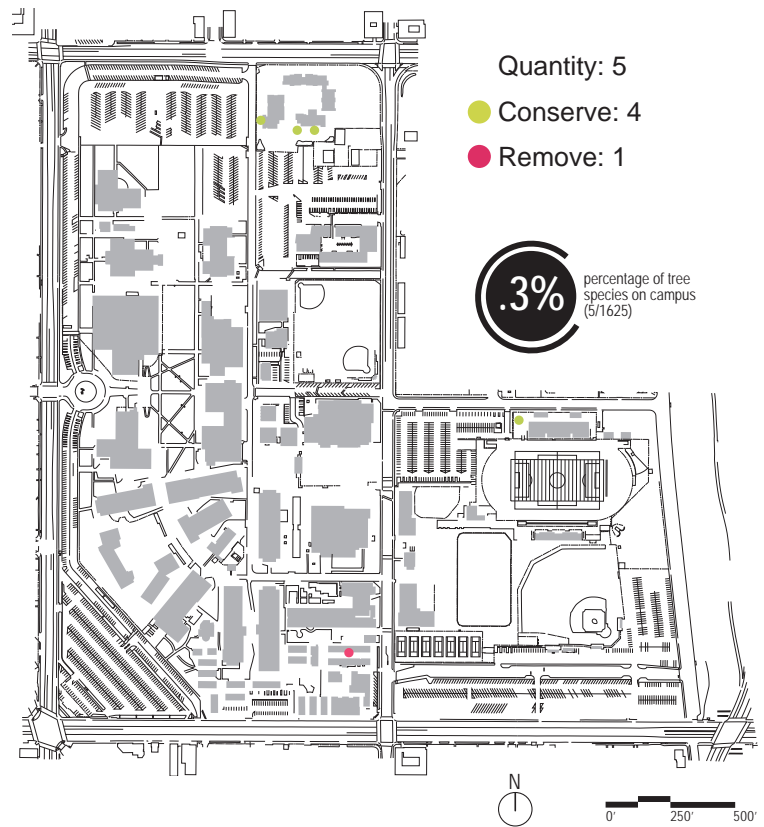 Quantity: 5
Conserve: 4
Remove: 1
.3%
percentage of tree
species on campus
(5/1625)
N
0' 250' 500'